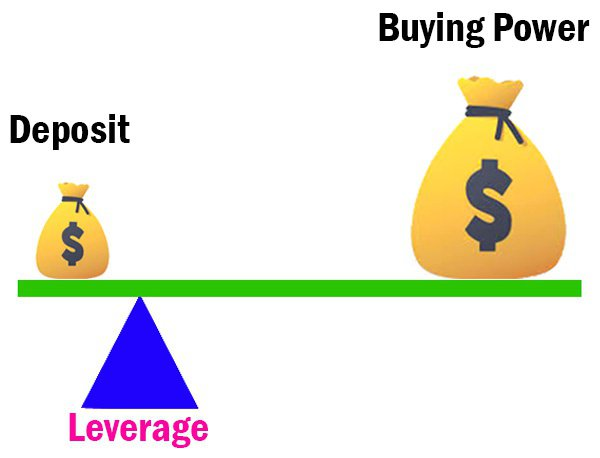 Buying Power
Deposit
$
$
Leverage